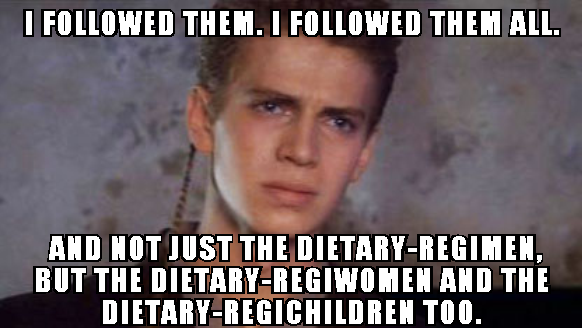 I FOLLOWED THEM. I FOLLOWED THEM ALL.
AND NOT JUST THE DIETARY-REGIMEN,
BUT THE DIETARY-REGIWOMEN AND THE
DIETARY-REGICHILDREN TOO.